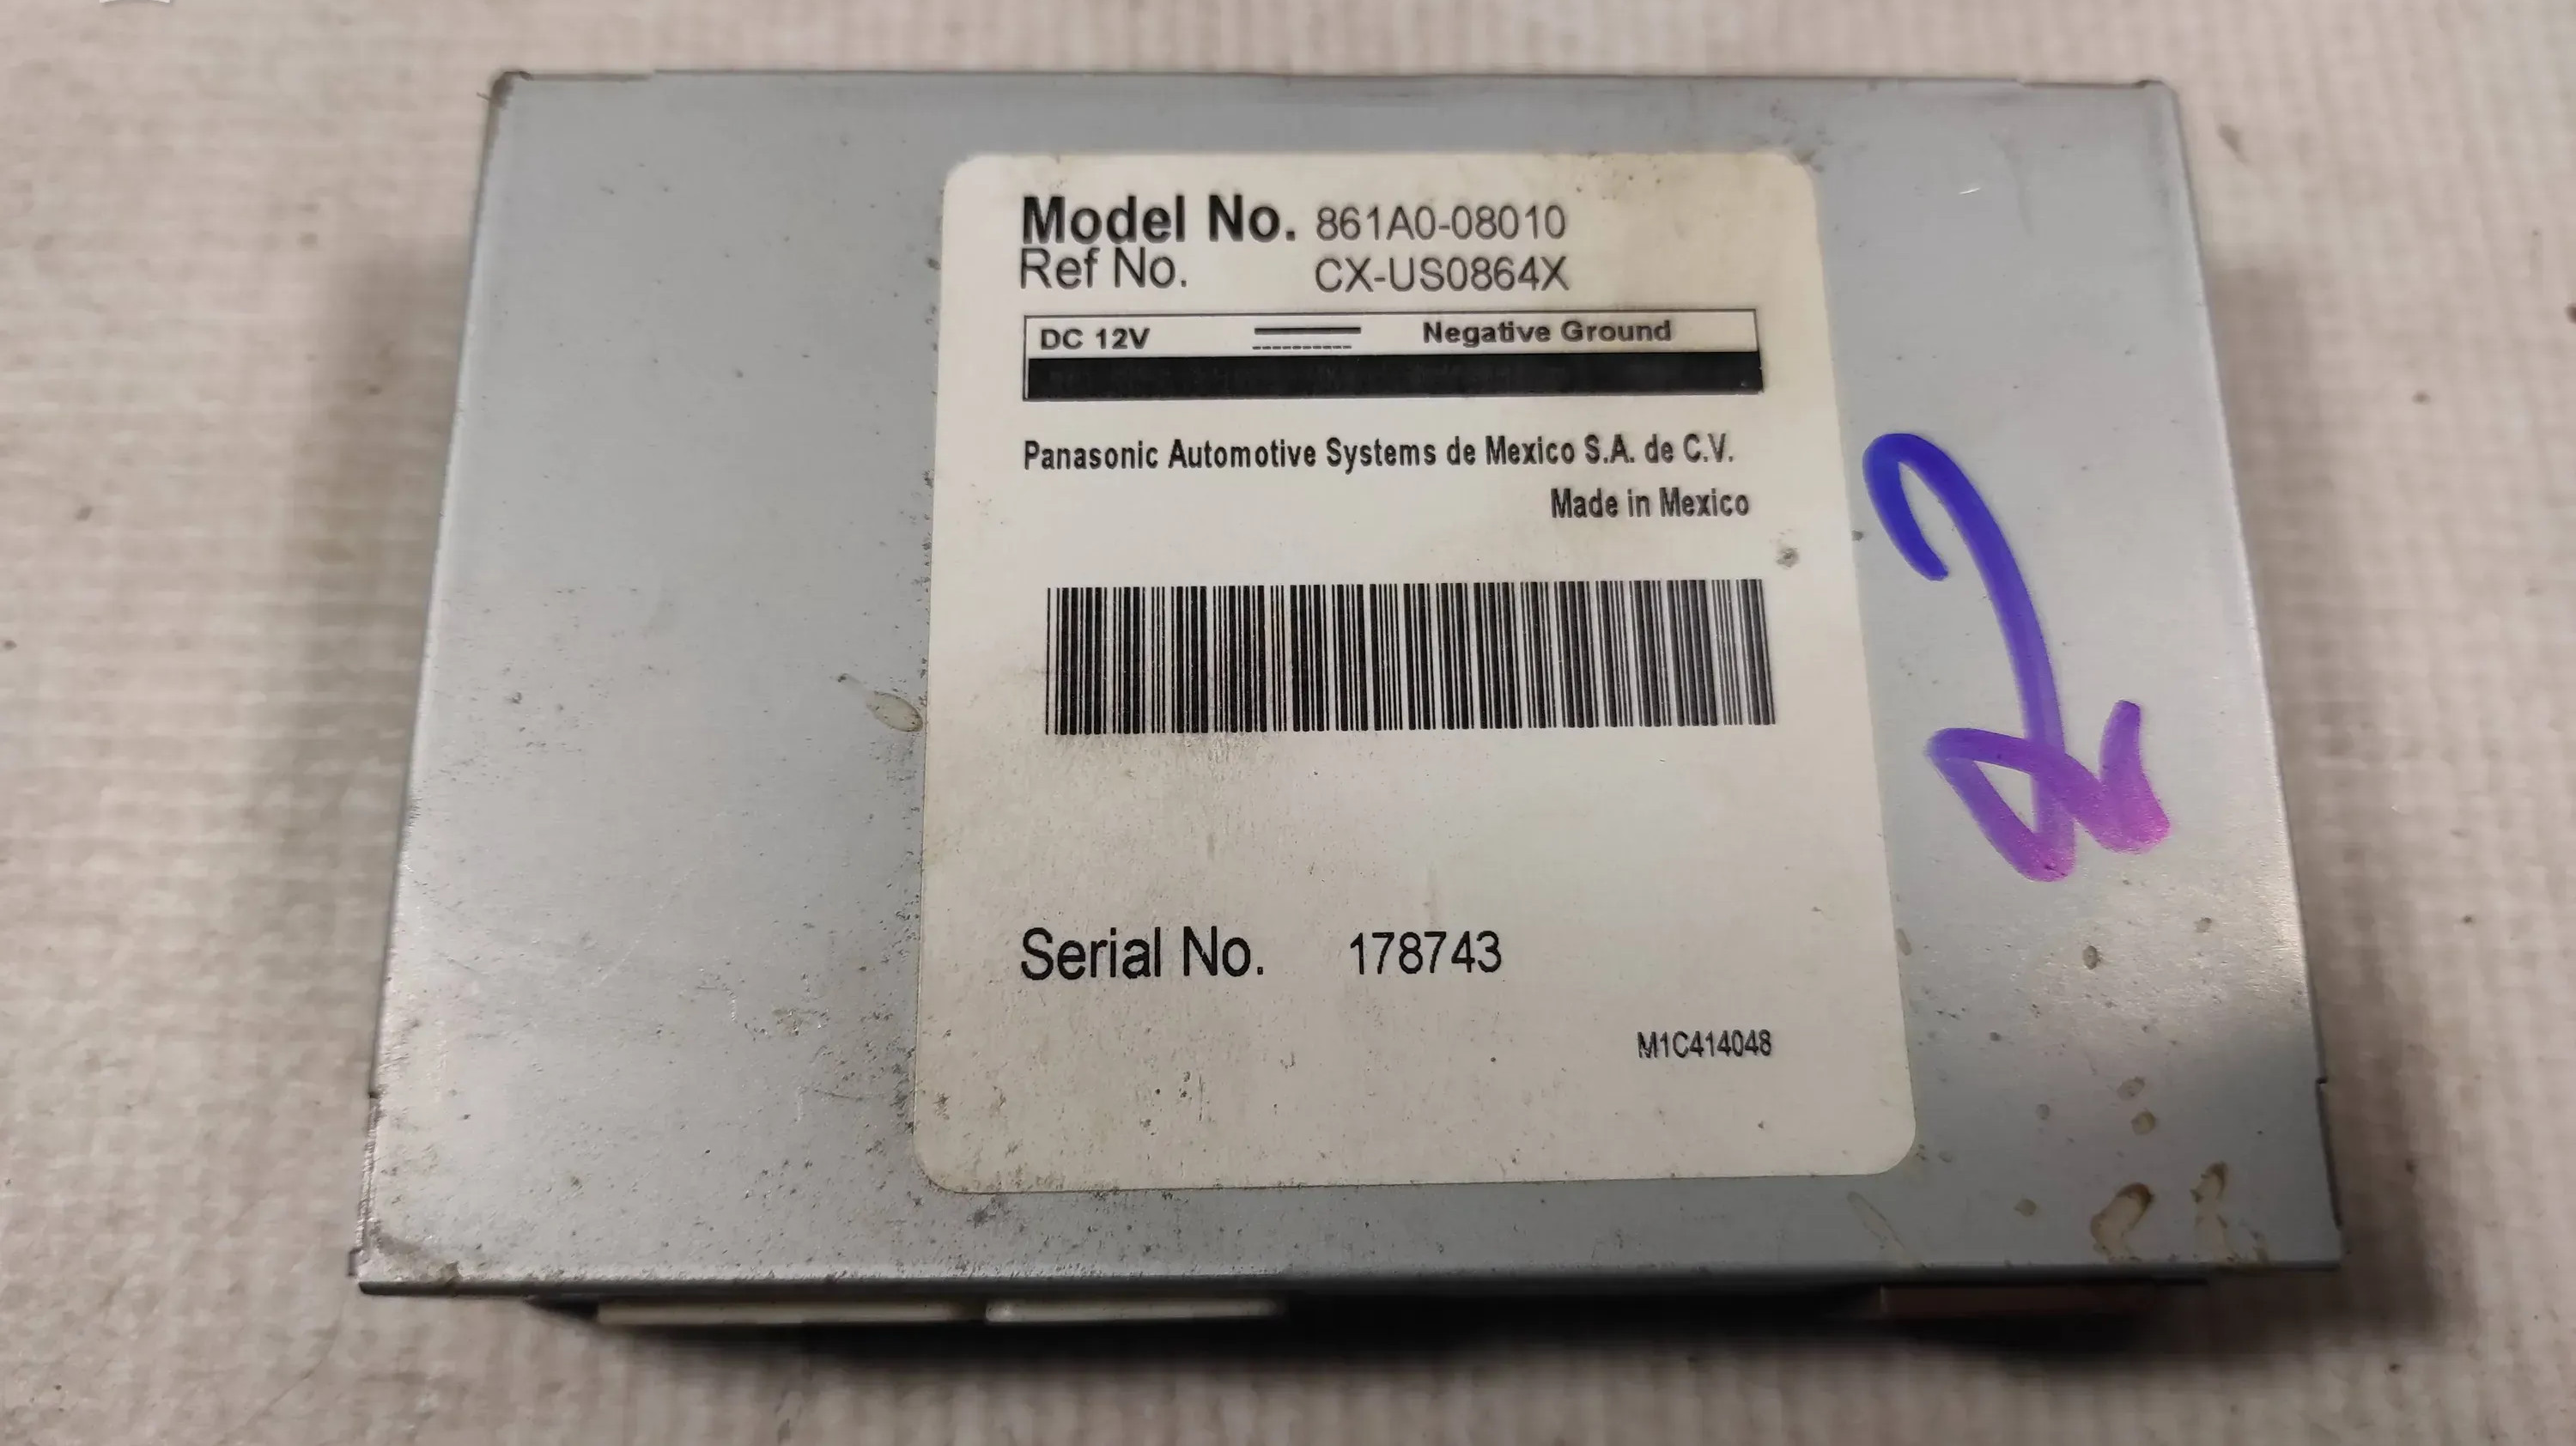 Model No. 861A0-08010
Ref No. CX-US0864X
DC 12V Negative Ground
Panasonic Automotive Systems de Mexico S.A. de C.V.
Made in Mexico
Serial No. 178743
M1C414048